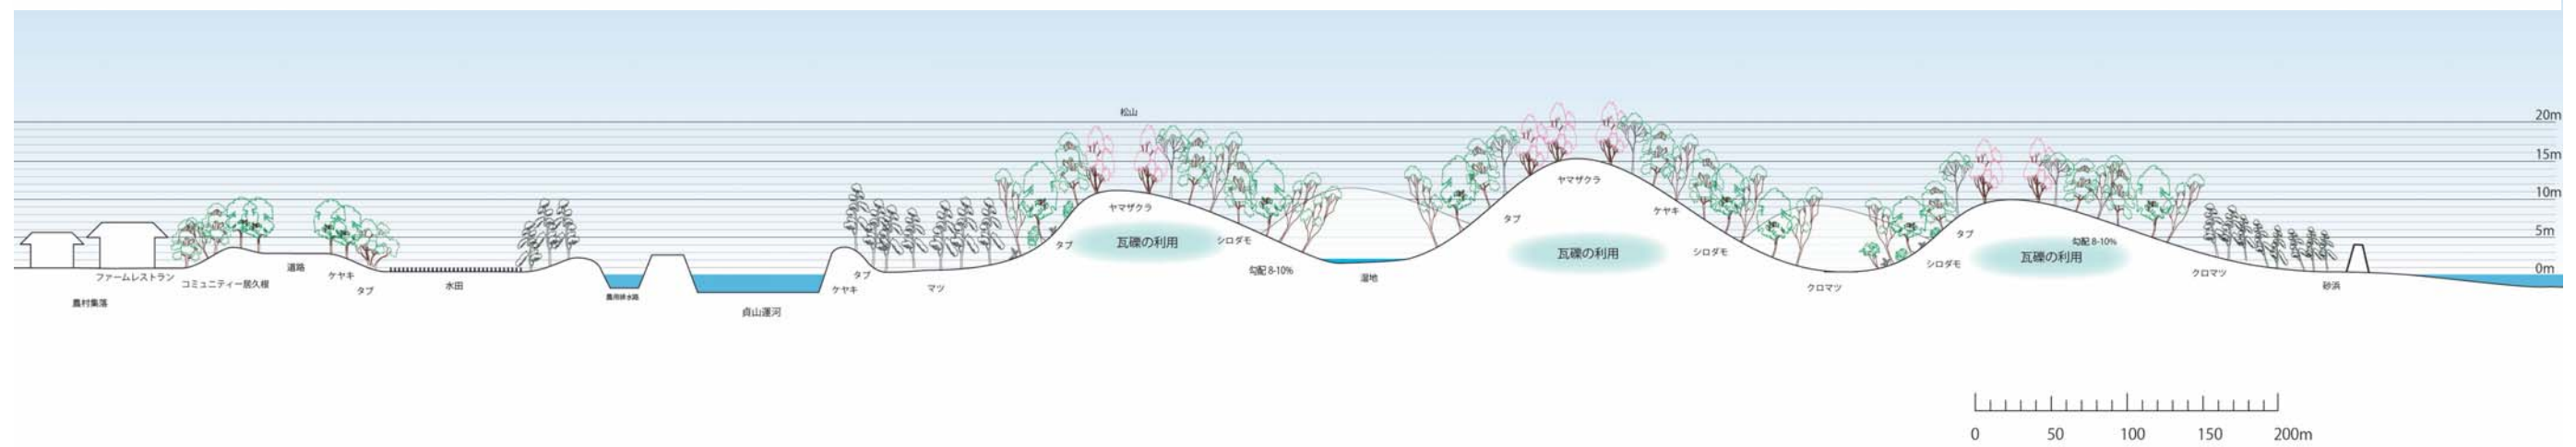 松山
20m
15m
10m
5m
0m
農村集落
ファームレストラン
コミュニティー居久根
道路
ケヤキ
タブ
水田
農用排水路
貞山運河
ケヤキ
タブ
マツ
タブ
ヤマザクラ
瓦礫の利用
シロダモ
勾配 8-10%
湿地
タブ
ヤマザクラ
瓦礫の利用
ケヤキ
シロダモ
クロマツ
シロダモ
タブ
瓦礫の利用
勾配 8-10%
クロマツ
砂浜
0 50 100 150 200m